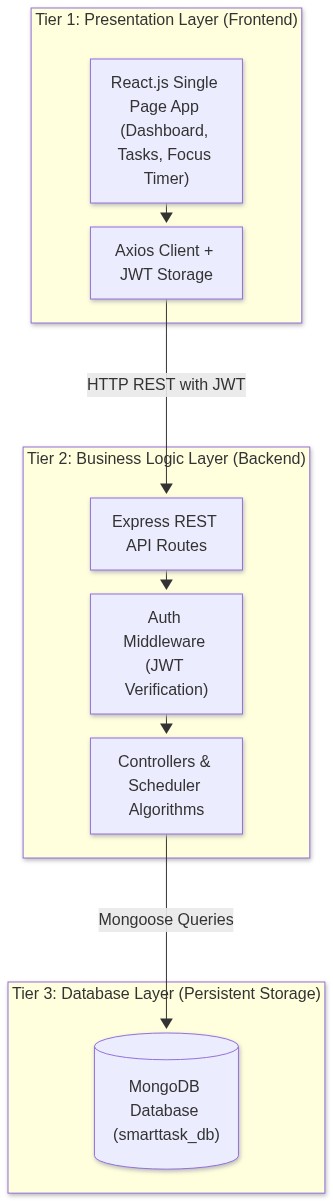 Tier 1: Presentation Layer (Frontend)
React.js Single
Page App
(Dashboard,
Tasks, Focus
Timer)
Axios Client +
JWT Storage
HTTP REST with JWT
Tier 2: Business Logic Layer (Backend)
Express REST
API Routes
Auth
Middleware
(JWT
Verification)
Controllers &
Scheduler
Algorithms
Mongoose Queries
Tier 3: Database Layer (Persistent Storage)
MongoDB
Database
(smarttask_db)